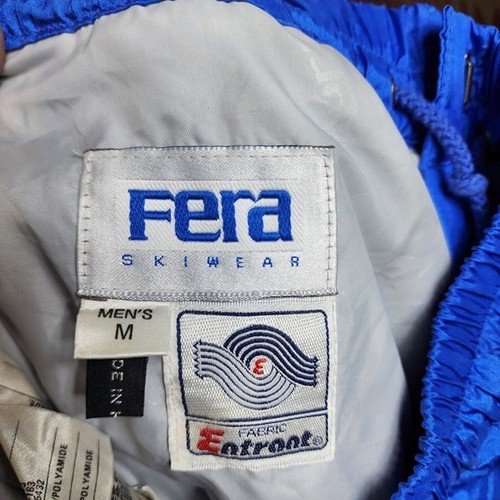 Fera
SKIWEAR
MEN'S
M
FABRIC
Entrant®
/POLYAMIDE
POLYAMIDE